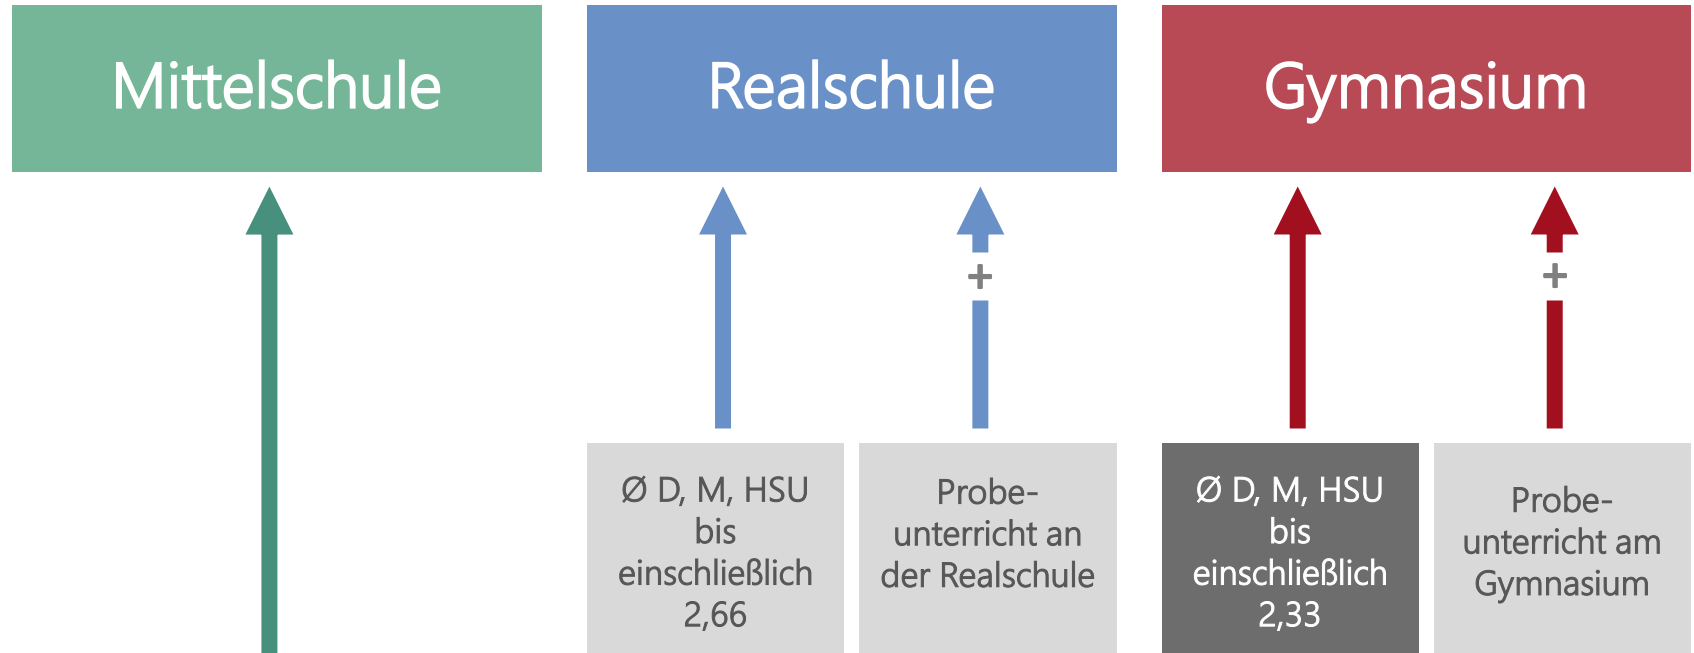 Mittelschule
Realschule
Gymnasium
+
+
Ø D, M, HSU
bis
einschließlich
2,66
Probe-
unterricht an
der Realschule
Ø D, M, HSU
bis
einschließlich
2,33
Probe-
unterricht am
Gymnasium